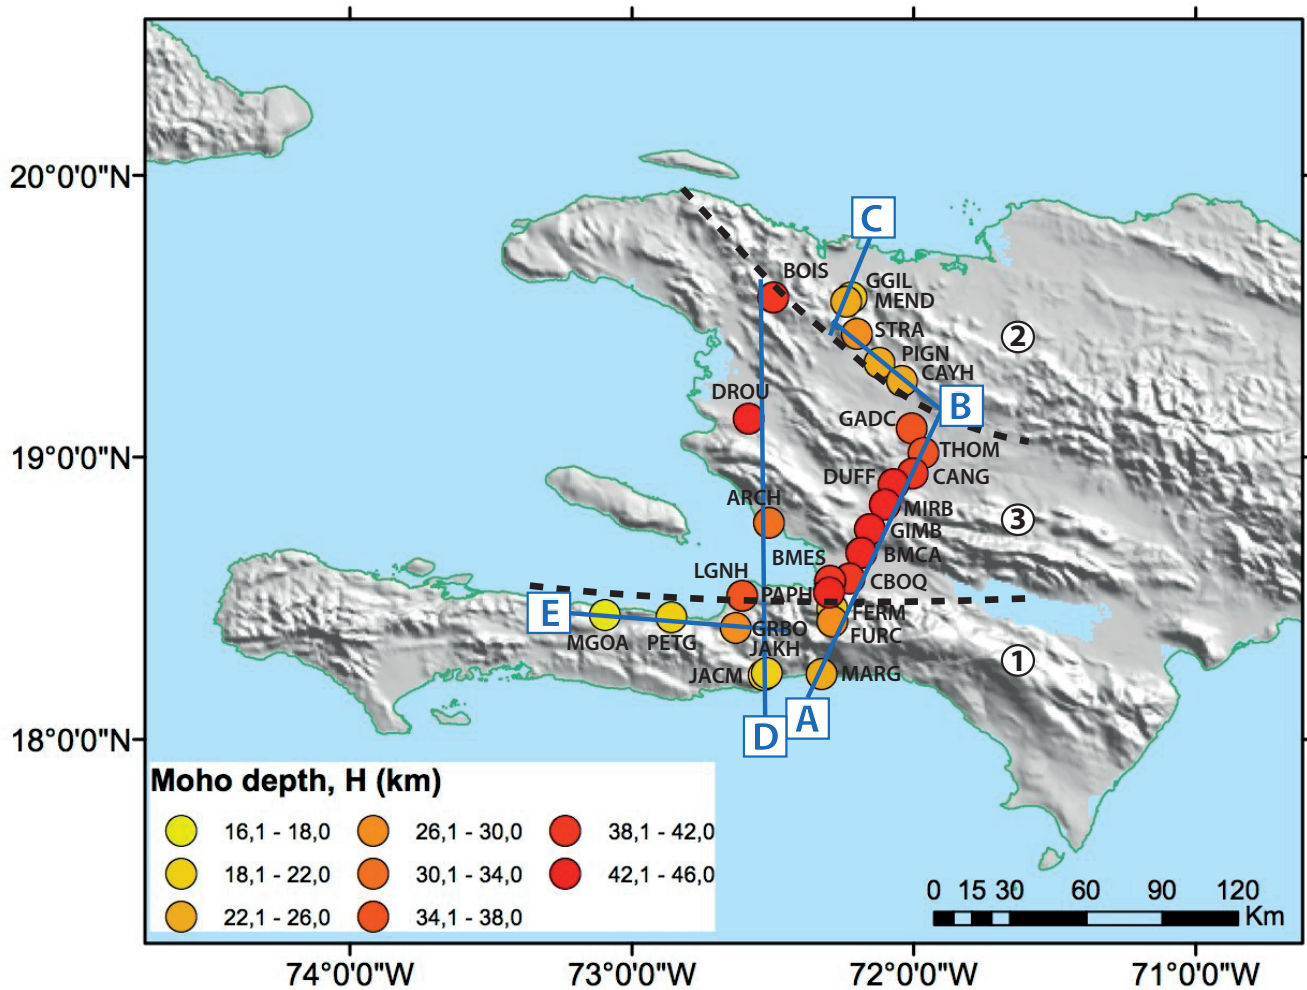 20°0'0"N
19°0'0"N
18°0'0"N
C
BOIS
GGIL
MEND
STRA
2
PIGN
CAYH
DROU
B
GADC
THOM
DUFF
CANG
ARCH
MIRB
3
GIMB
BMES
BMCA
LGNH
CBOQ
PAPH
E
FERM
GRBO
FURC
MGOA
PETG
JAKH
1
JACM
MARG
D
A
Moho depth, H (km)
16,1 - 18,0
26,1 - 30,0
38,1 - 42,0
18,1 - 22,0
30,1 - 34,0
42,1 - 46,0
22,1 - 26,0
34,1 - 38,0
0 15 30 60 90 120
Km
74°0'0"W
73°0'0"W
72°0'0"W
71°0'0"W